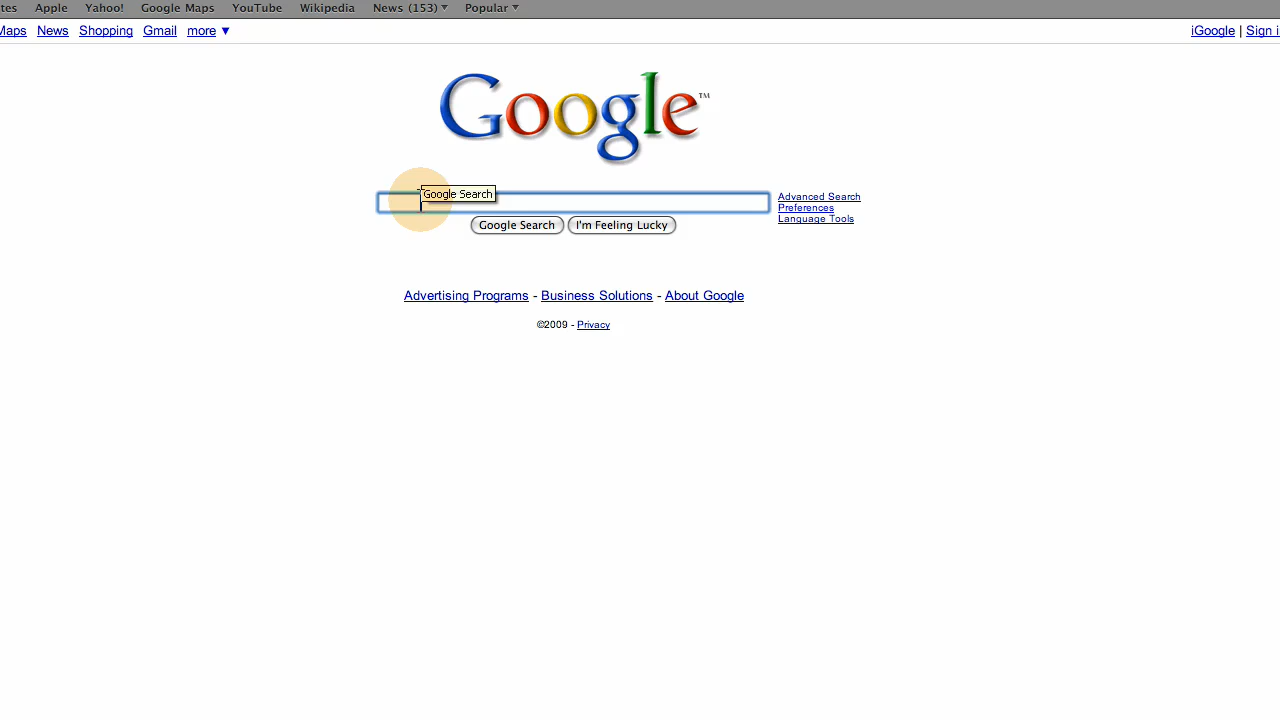 tes Apple Yahoo! Google Maps YouTube Wikipedia News (153) Popular
Maps News Shopping Gmail more iGoogle | Sign i
Google™
Google Search
Advanced Search
Preferences
Language Tools
Google Search I'm Feeling Lucky
Advertising Programs - Business Solutions - About Google
©2009 - Privacy